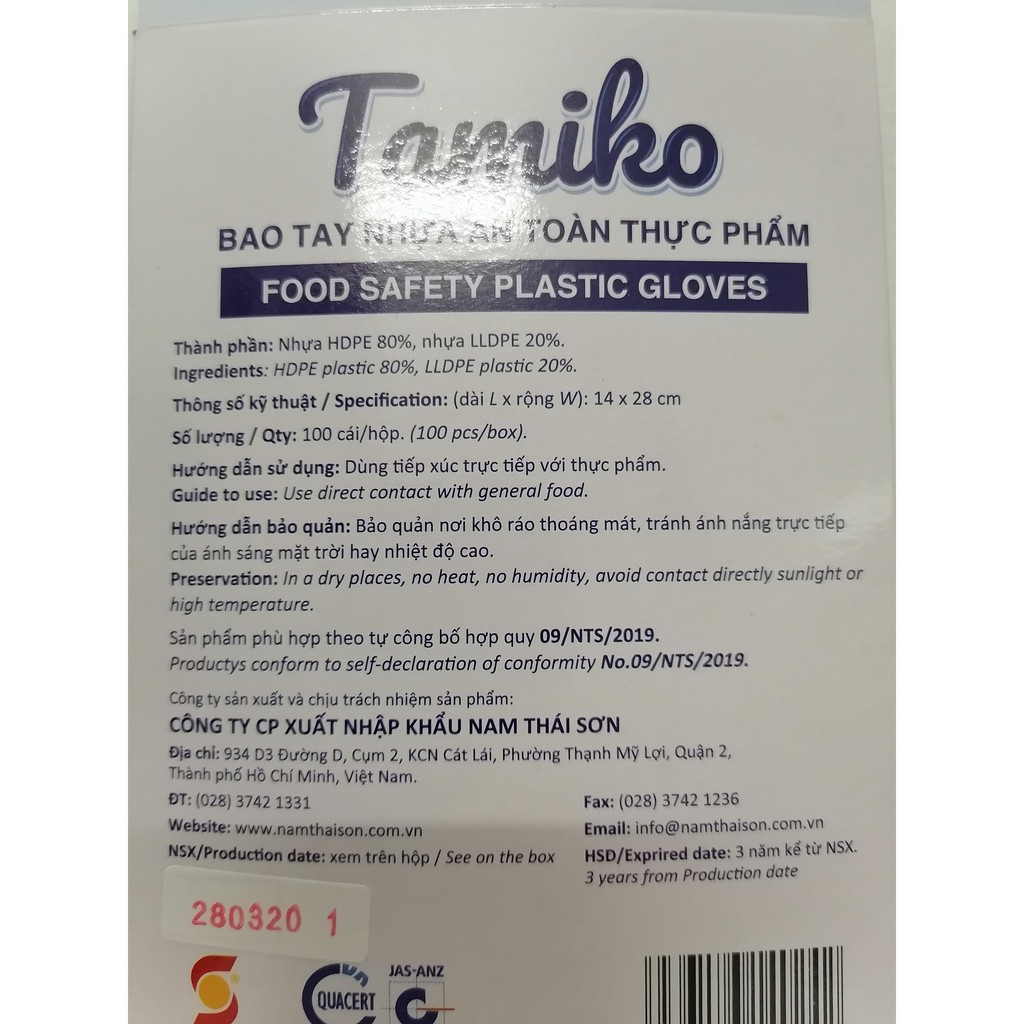 Tamiko
BAO TAY NHỰA AN TOÀN THỰC PHẨM
FOOD SAFETY PLASTIC GLOVES
Thành phần: Nhựa HDPE 80%, nhựa LLDPE 20%.
Ingredients: HDPE plastic 80%, LLDPE plastic 20%.
Thông số kỹ thuật / Specification: (dài L x rộng W): 14 x 28 cm
Số lượng / Qty: 100 cái/hộp. (100 pcs/box).
Hướng dẫn sử dụng: Dùng tiếp xúc trực tiếp với thực phẩm.
Guide to use: Use direct contact with general food.
Hướng dẫn bảo quản: Bảo quản nơi khô ráo thoáng mát, tránh ánh nắng trực tiếp
của ánh sáng mặt trời hay nhiệt độ cao.
Preservation: In a dry places, no heat, no humidity, avoid contact directly sunlight or
high temperature.
Sản phẩm phù hợp theo tự công bố hợp quy 09/NTS/2019.
Productys conform to self-declaration of conformity No.09/NTS/2019.
Công ty sản xuất và chịu trách nhiệm sản phẩm:
CÔNG TY CP XUẤT NHẬP KHẨU NAM THÁI SƠN
Địa chỉ: 934 D3 Đường D, Cụm 2, KCN Cát Lái, Phường Thạnh Mỹ Lợi, Quận 2,
Thành phố Hồ Chí Minh, Việt Nam.
ĐT: (028) 3742 1331 Fax: (028) 3742 1236
Website: www.namthaison.com.vn Email: info@namthaison.com.vn
NSX/Production date: xem trên hộp / See on the box HSD/Exprired date: 3 năm kể từ NSX.
3 years from Production date
280320 1
QUACERT
JAS-ANZ